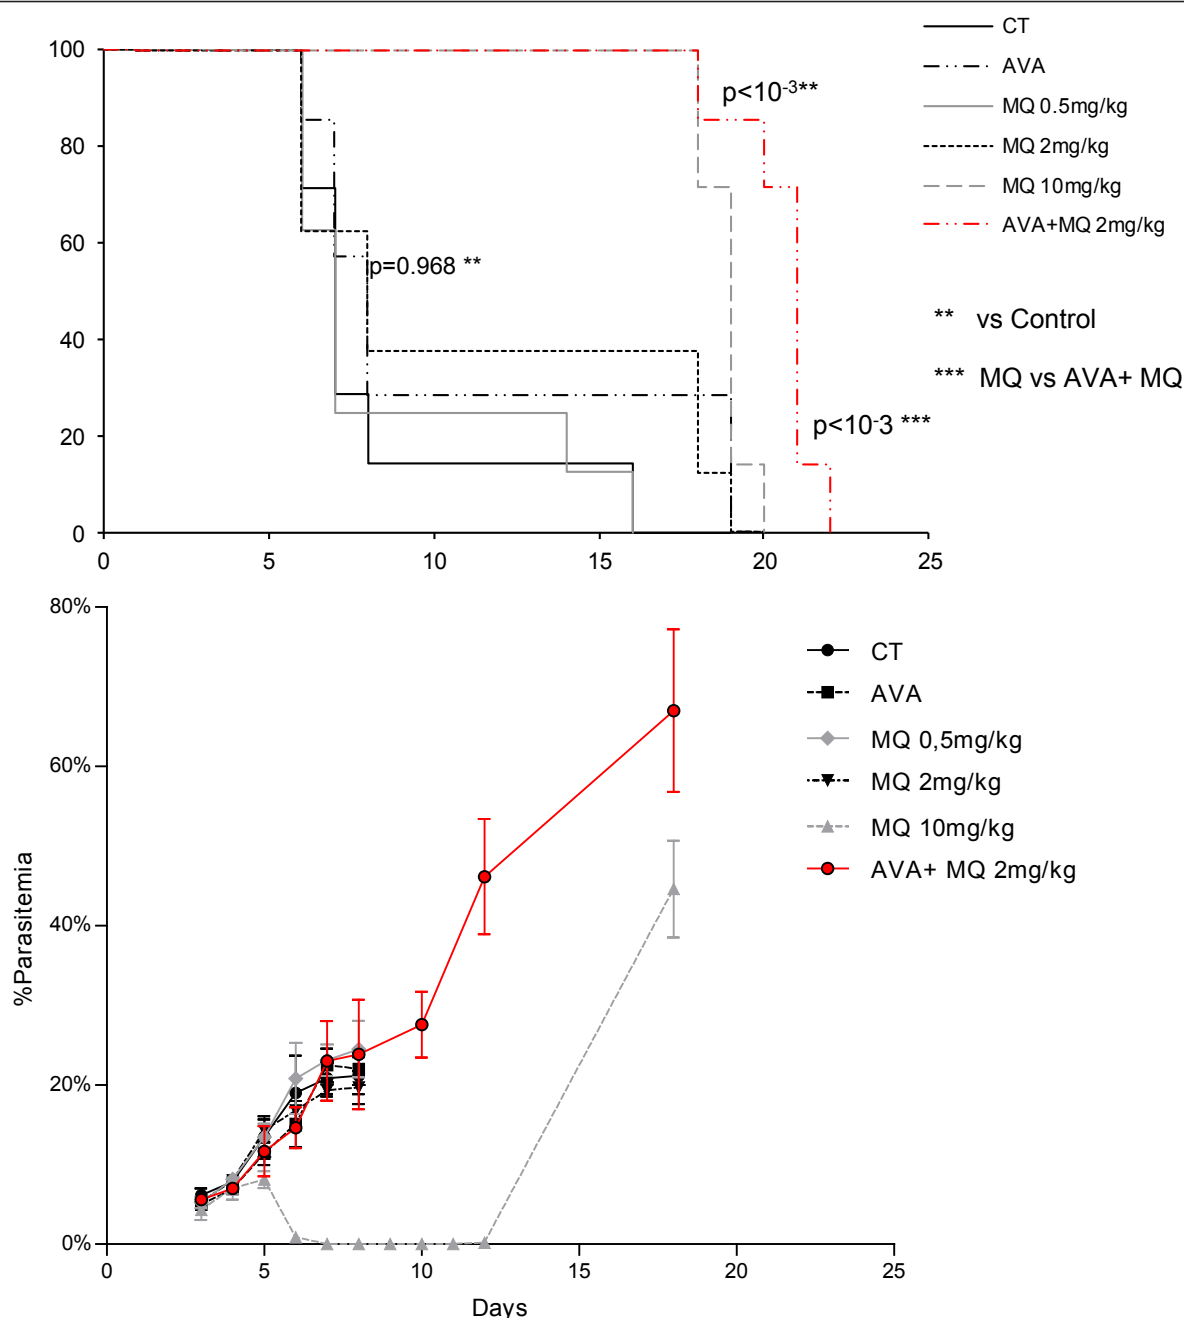 CT
AVA
MQ 0.5mg/kg
MQ 2mg/kg
MQ 10mg/kg
AVA+MQ 2mg/kg
100
80
60
40
20
0
p<10-3**
p=0.968 **
** vs Control
*** MQ vs AVA+ MQ
p<10-3 ***
0 5 10 15 20 25
80%
60%
40%
20%
0%
%Parasitemia
CT
AVA
MQ 0,5mg/kg
MQ 2mg/kg
MQ 10mg/kg
AVA+ MQ 2mg/kg
0 5 10 15 20 25
Days